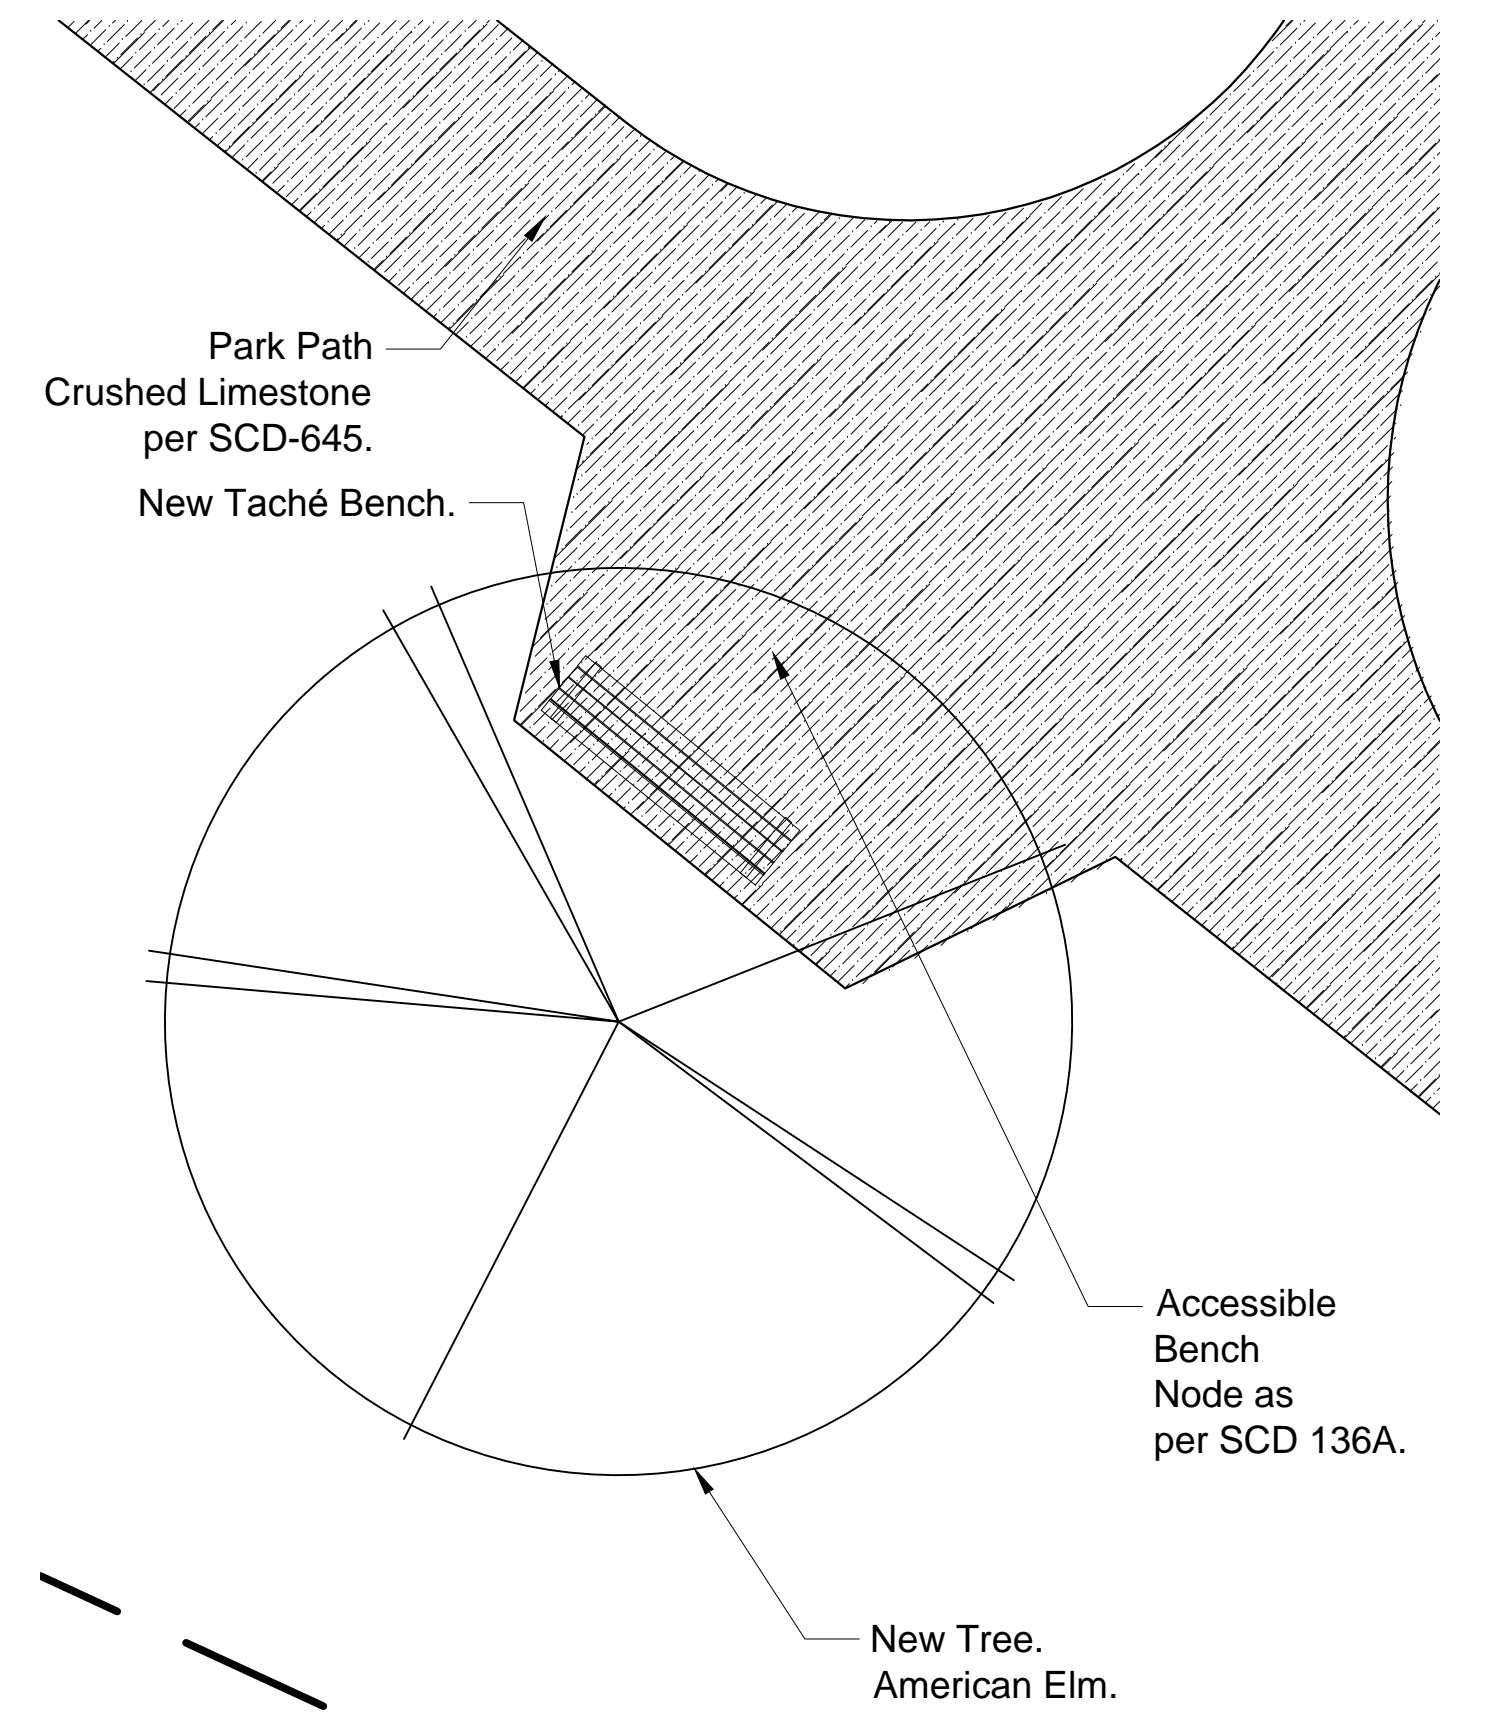 Park Path
Crushed Limestone
per SCD-645.
New Taché Bench.
Accessible
Bench
Node as
per SCD 136A.
New Tree.
American Elm.